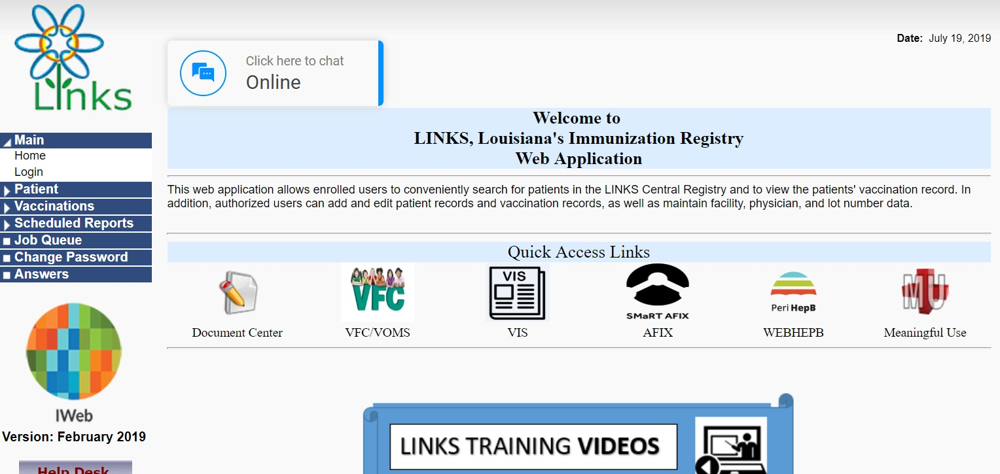 Links
Date: July 19, 2019
Click here to chat
Online
Main
Home
Login
Patient
Vaccinations
Scheduled Reports
Job Queue
Change Password
Answers
IWeb
Version: February 2019
Help Desk
Welcome to
LINKS, Louisiana's Immunization Registry
Web Application
This web application allows enrolled users to conveniently search for patients in the LINKS Central Registry and to view the patients' vaccination record. In
addition, authorized users can add and edit patient records and vaccination records, as well as maintain facility, physician, and lot number data.
Quick Access Links
VFC
VIS
SMaRT AFIX
Peri HepB
MU
Document Center
VFC/VOMS
VIS
AFIX
WEBHEPB
Meaningful Use
LINKS TRAINING VIDEOS